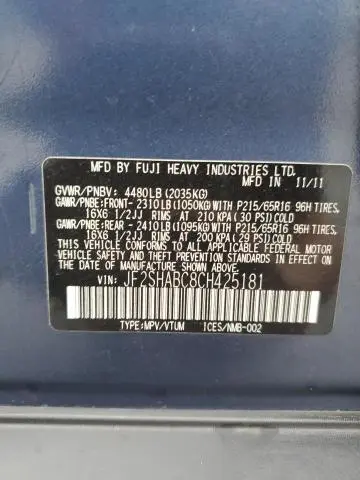 MFD BY FUJI HEAVY INDUSTRIES LTD.
11/11
GVWR/PNBV: 4480LB (2035KG)
GAWR/PNBE:FRONT- 2310LB(1050KG)WITH P215/65R16 96H TIRES,
16X6 1/2JJ RIMS AT 210 KPA( 30 PSI)COLD
GAWR/PNBE:REAR - 2410LB(1095KG)WITH P215/65R16 96H TIRES,
16X6 1/2JJ RIMS AT 200 KPA( 29 PSI)COLD
THIS VEHICLE CONFORMS TO ALL APPLICABLE FEDERAL MOTOR
VEHICLE SAFETY AND THEFT PREVENTION STANDARDS IN EFFECT
ON THE DATE OF MANUFACTURE SHOWN ABOVE.
VIN: JF2SHABC8CH425181
TYPE:MPV/VTUM ICES/NMB-002